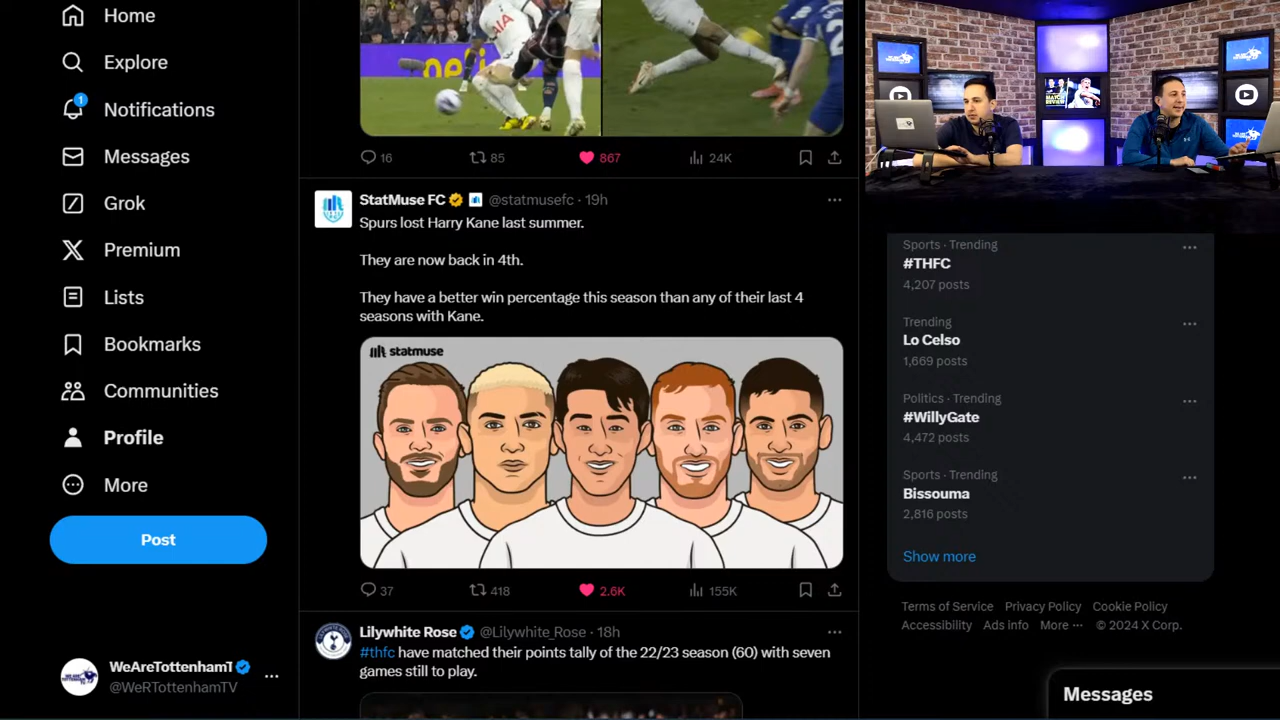 Home
Explore
1
Notifications
Messages
Grok
Premium
Lists
Bookmarks
Communities
Profile
More
Post
WeAreTottenhamT
@WeRTottenhamTV
16
85
867
24K
StatMuse FC @statmusefc · 19h
Spurs lost Harry Kane last summer.
They are now back in 4th.
They have a better win percentage this season than any of their last 4
seasons with Kane.
statmuse
37
418
2.6K
155K
Lilywhite Rose @Lilywhite_Rose · 18h
#thfc have matched their points tally of the 22/23 season (60) with seven
games still to play.
Sports · Trending
#THFC
4,207 posts
Trending
Lo Celso
1,669 posts
Politics · Trending
#WillyGate
4,472 posts
Sports · Trending
Bissouma
2,816 posts
Show more
Terms of Service Privacy Policy Cookie Policy
Accessibility Ads info More ··· © 2024 X Corp.
Messages